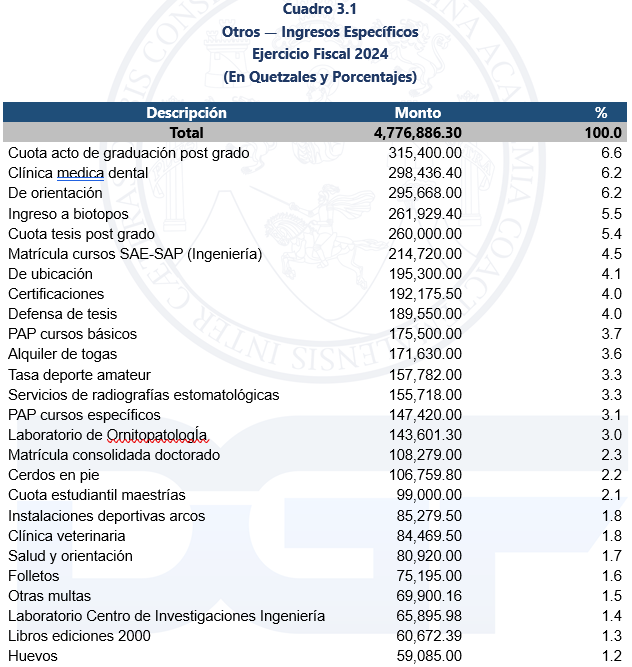 Cuadro 3.1
Otros — Ingresos Específicos
Ejercicio Fiscal 2024
(En Quetzales y Porcentajes)
Descripción Monto %
Total 4,776,886.30 100.0
Cuota acto de graduación post grado 315,400.00 6.6
Clínica medica dental 298,436.40 6.2
De orientación 295,668.00 6.2
Ingreso a biotopos 261,929.40 5.5
Cuota tesis post grado 260,000.00 5.4
Matrícula cursos SAE-SAP (Ingeniería) 214,720.00 4.5
De ubicación 195,300.00 4.1
Certificaciones 192,175.50 4.0
Defensa de tesis 189,550.00 4.0
PAP cursos básicos 175,500.00 3.7
Alquiler de togas 171,630.00 3.6
Tasa deporte amateur 157,782.00 3.3
Servicios de radiografías estomatológicas 155,718.00 3.3
PAP cursos específicos 147,420.00 3.1
Laboratorio de OrnitopatologÍa 143,601.30 3.0
Matrícula consolidada doctorado 108,279.00 2.3
Cerdos en pie 106,759.80 2.2
Cuota estudiantil maestrías 99,000.00 2.1
Instalaciones deportivas arcos 85,279.50 1.8
Clínica veterinaria 84,469.50 1.8
Salud y orientación 80,920.00 1.7
Folletos 75,195.00 1.6
Otras multas 69,900.16 1.5
Laboratorio Centro de Investigaciones Ingeniería 65,895.98 1.4
Libros ediciones 2000 60,672.39 1.3
Huevos 59,085.00 1.2